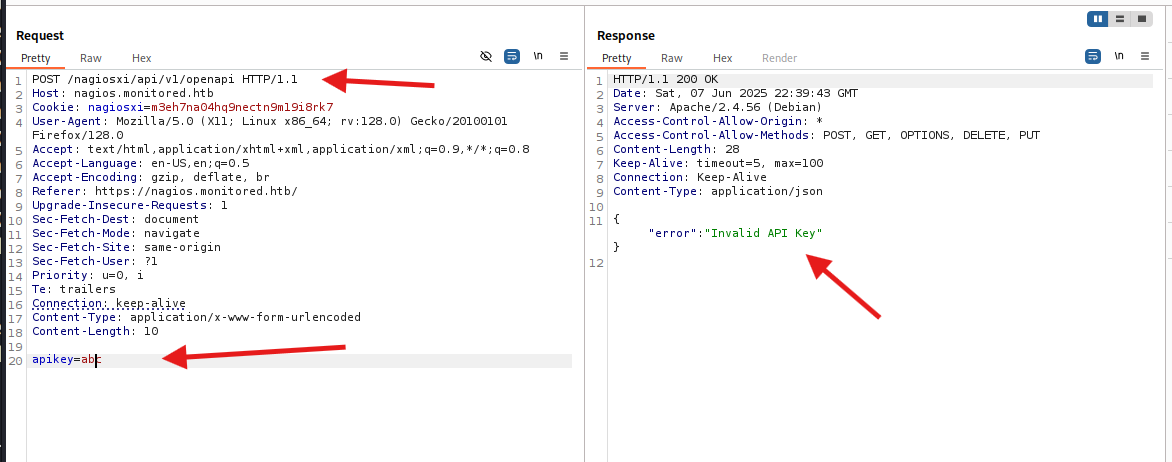 Request
Pretty Raw Hex \n
1 POST /nagiosxi/api/v1/openapi HTTP/1.1
2 Host: nagios.monitored.htb
3 Cookie: nagiosxi=m3eh7na04hq9nectn9m19i8rk7
4 User-Agent: Mozilla/5.0 (X11; Linux x86_64; rv:128.0) Gecko/20100101
Firefox/128.0
5 Accept: text/html,application/xhtml+xml,application/xml;q=0.9,*/*;q=0.8
6 Accept-Language: en-US,en;q=0.5
7 Accept-Encoding: gzip, deflate, br
8 Referer: https://nagios.monitored.htb/
9 Upgrade-Insecure-Requests: 1
10 Sec-Fetch-Dest: document
11 Sec-Fetch-Mode: navigate
12 Sec-Fetch-Site: same-origin
13 Sec-Fetch-User: ?1
14 Priority: u=0, i
15 Te: trailers
16 Connection: keep-alive
17 Content-Type: application/x-www-form-urlencoded
18 Content-Length: 10
19
20 apikey=abc
Response
Pretty Raw Hex Render \n
1 HTTP/1.1 200 OK
2 Date: Sat, 07 Jun 2025 22:39:43 GMT
3 Server: Apache/2.4.56 (Debian)
4 Access-Control-Allow-Origin: *
5 Access-Control-Allow-Methods: POST, GET, OPTIONS, DELETE, PUT
6 Content-Length: 28
7 Keep-Alive: timeout=5, max=100
8 Connection: Keep-Alive
9 Content-Type: application/json
10
11 {
"error":"Invalid API Key"
}
12